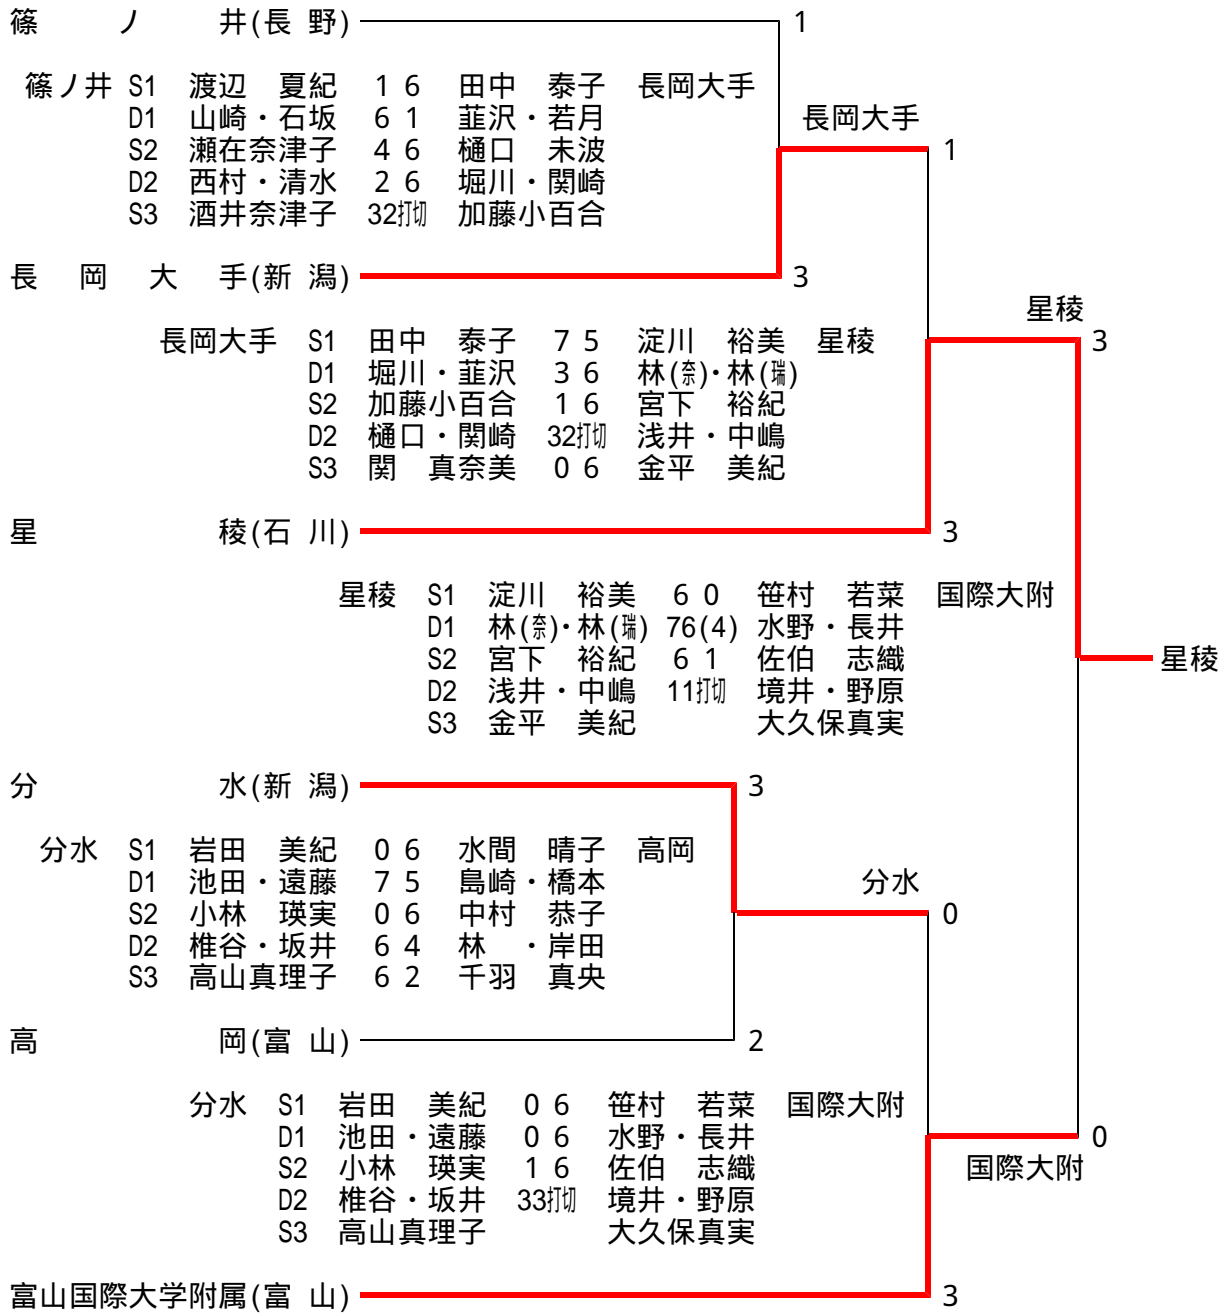 篠　ノ　井(長 野) 1
篠ノ井 S1 渡辺　夏紀 1 6 田中　泰子 長岡大手
D1 山崎・石坂 6 1 韮沢・若月 長岡大手
S2 瀬在奈津子 4 6 樋口　未波 1
D2 西村・清水 2 6 堀川・関崎
S3 酒井奈津子 32打切 加藤小百合
長　岡　大　手(新 潟) 3
星稜
長岡大手 S1 田中　泰子 7 5 淀川　裕美 星稜 3
D1 堀川・韮沢 3 6 林(奈)・林(瑞)
S2 加藤小百合 1 6 宮下　裕紀
D2 樋口・関崎 32打切 浅井・中嶋
S3 関　真奈美 0 6 金平　美紀
星　稜(石 川) 3
星稜 S1 淀川　裕美 6 0 笹村　若菜 国際大附
D1 林(奈)・林(瑞) 76(4) 水野・長井
S2 宮下　裕紀 6 1 佐伯　志織 星稜
D2 浅井・中嶋 11打切 境井・野原
S3 金平　美紀 大久保真実
分　水(新 潟) 3
分水 S1 岩田　美紀 0 6 水間　晴子 高岡
D1 池田・遠藤 7 5 島崎・橋本 分水
S2 小林　瑛実 0 6 中村　恭子 0
D2 椎谷・坂井 6 4 林　・岸田
S3 高山真理子 6 2 千羽　真央
高　岡(富 山) 2
分水 S1 岩田　美紀 0 6 笹村　若菜 国際大附
D1 池田・遠藤 0 6 水野・長井 0
S2 小林　瑛実 1 6 佐伯　志織 国際大附
D2 椎谷・坂井 33打切 境井・野原
S3 高山真理子 大久保真実
富山国際大学附属(富 山) 3